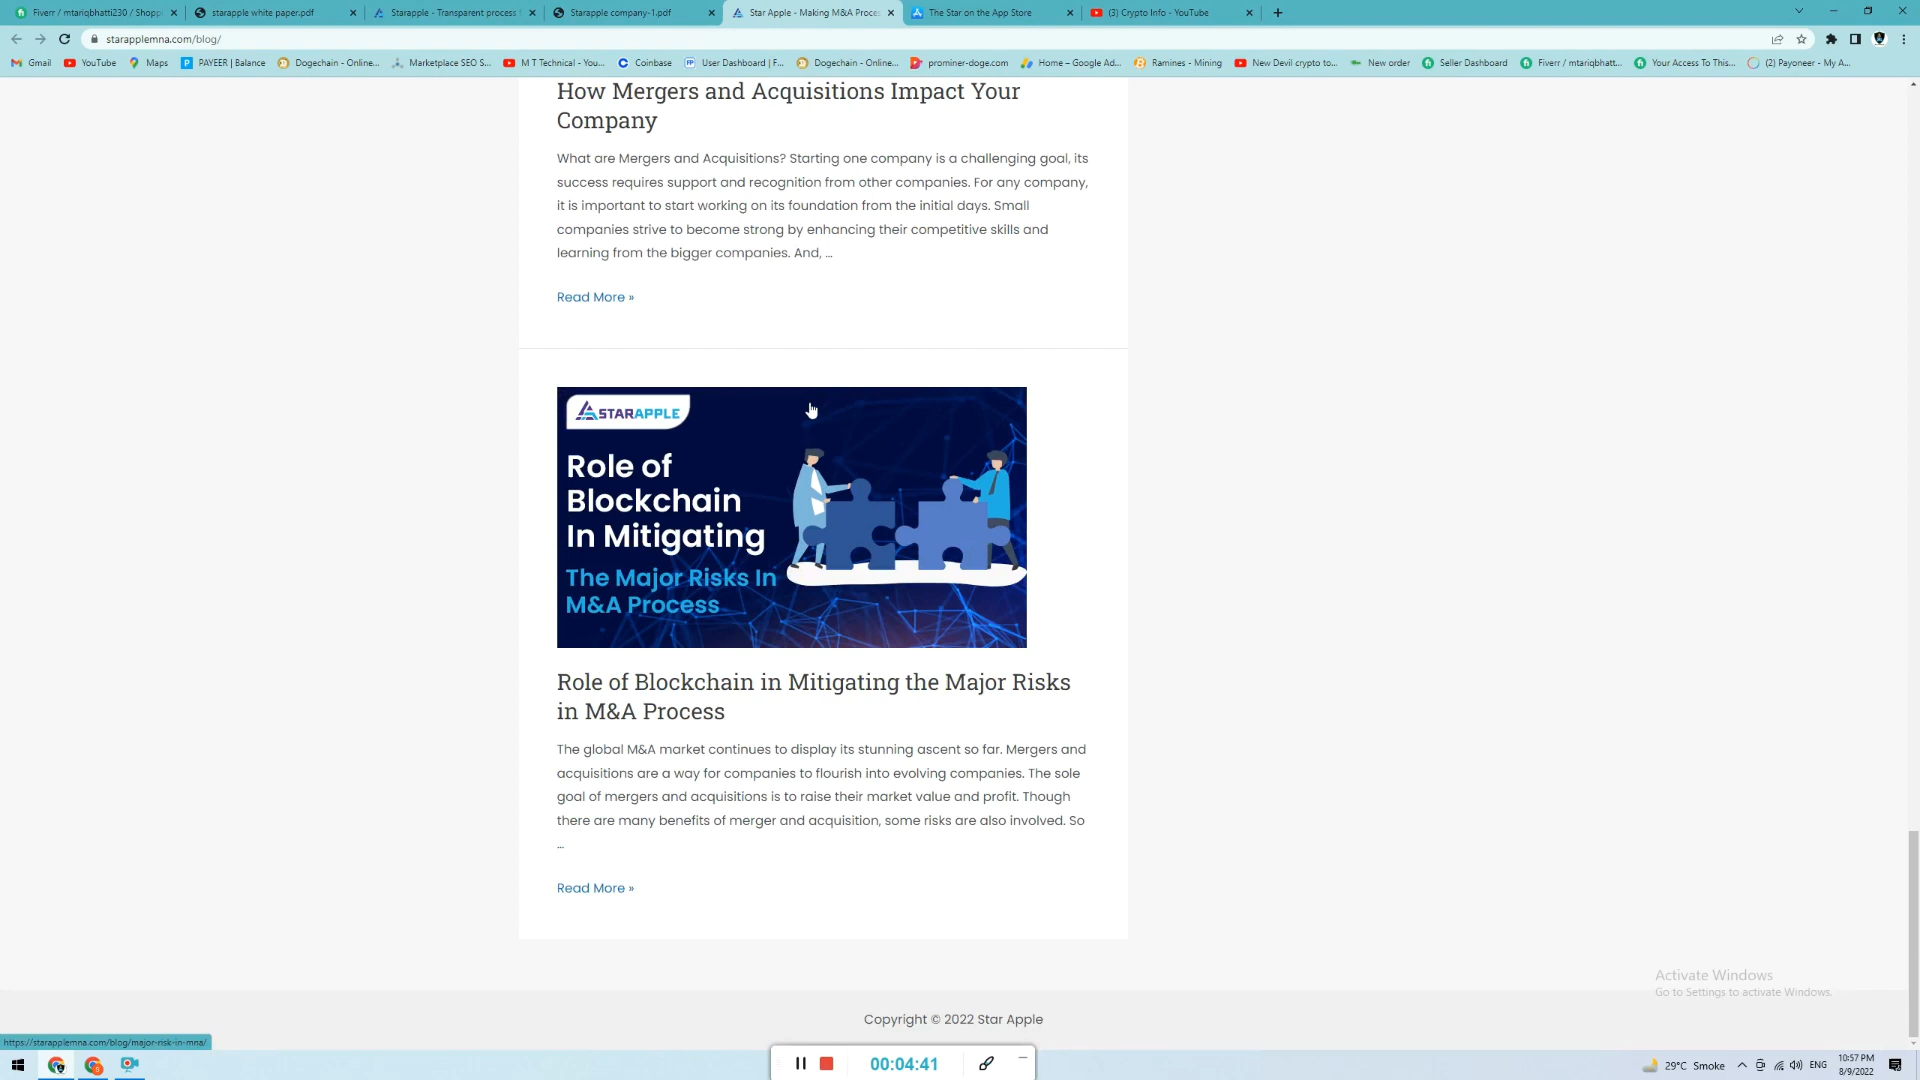 Fiverr / mtariqbhatti230 / Shopp
starapple white paper.pdf
Starapple - Transparent process
Starapple company-1.pdf
Star Apple - Making M&A Proces
The Star on the App Store
(3) Crypto Info - YouTube
starapplemna.com/blog/
Gmail
YouTube
Maps
PAYEER | Balance
Dogechain - Online...
Marketplace SEO S...
M T Technical - You...
Coinbase
User Dashboard | F...
Dogechain - Online...
prominer-doge.com
Home – Google Ad...
Ramines - Mining
New Devil crypto to...
New order
Seller Dashboard
Fiverr / mtariqbhatt...
Your Access To This...
(2) Payoneer - My A...
How Mergers and Acquisitions Impact Your
Company
What are Mergers and Acquisitions? Starting one company is a challenging goal, its
success requires support and recognition from other companies. For any company,
it is important to start working on its foundation from the initial days. Small
companies strive to become strong by enhancing their competitive skills and
learning from the bigger companies. And, …
Read More »
STARAPPLE
Role of
Blockchain
In Mitigating
The Major Risks In
M&A Process
Role of Blockchain in Mitigating the Major Risks
in M&A Process
The global M&A market continues to display its stunning ascent so far. Mergers and
acquisitions are a way for companies to flourish into evolving companies. The sole
goal of mergers and acquisitions is to raise their market value and profit. Though
there are many benefits of merger and acquisition, some risks are also involved. So
…
Read More »
Activate Windows
Go to Settings to activate Windows.
Copyright © 2022 Star Apple
https://starapplemna.com/blog/major-risk-in-mna/
00:04:41
29°C Smoke
ENG
10:57 PM
8/9/2022